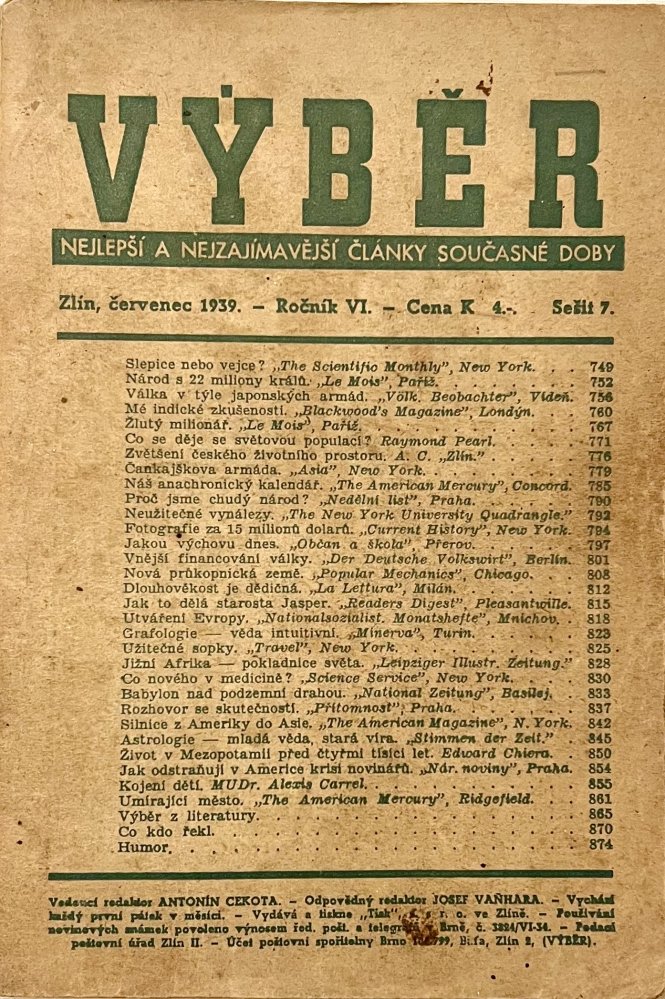 VÝBĚR
NEJLEPŠÍ A NEJZAJÍMAVĚJŠÍ ČLÁNKY SOUČASNÉ DOBY
Zlín, červenec 1939. – Ročník VI. – Cena K 4.-. Sešit 7.
Slepice nebo vejce? „The Scientific Monthly", New York. . . 749
Národ s 22 miliony králů. „Le Mois", Paříž. . . . . . . . 752
Válka v týle japonských armád. „Völk. Beobachter", Vídeň. 756
Mé indické zkušenosti. „Blackwood's Magazine", Londýn. . . 760
Žlutý milionář. „Le Mois", Paříž. . . . . . . . . . . . 767
Co se děje se světovou populací? Raymond Pearl. . . . . . 771
Zvětšení českého životního prostoru. A. C. „Zlín." . . . . 776
Čankajškova armáda. „Asia", New York. . . . . . . . . . 779
Náš anachronický kalendář. „The American Mercury", Concord. 785
Proč jsme chudý národ? „Nedělní list", Praha. . . . . . . 790
Neužitečné vynálezy. „The New York University Quadrangle." 792
Fotografie za 15 milionů dolarů. „Current History", New York. 794
Jakou výchovu dnes. „Občan a škola", Přerov. . . . . . . 797
Vnější financování války. „Der Deutsche Volkswirt", Berlín. 801
Nová průkopnická země. „Popular Mechanics", Chicago. . . . 808
Dlouhověkost je dědičná. „La Lettura", Milán. . . . . . . 812
Jak to dělá starosta Jasper. „Readers Digest", Pleasantwille. 815
Utváření Evropy. „Nationalsozialist. Monatshefte", Mnichov. . 818
Grafologie — věda intuitivní. „Minerva", Turin. . . . . . 823
Užitečné sopky. „Travel", New York. . . . . . . . . . . 825
Jižní Afrika — pokladnice světa. „Leipziger Illustr. Zeitung." 828
Co nového v medicině? „Science Service", New York. . . . . 830
Babylon nad podzemní drahou. „National Zeitung", Basilej. . 833
Rozhovor se skutečností. „Přítomnost", Praha. . . . . . . 837
Silnice z Ameriky do Asie. „The American Magazine", N. York. 842
Astrologie — mladá věda, stará víra. „Stimmen der Zeit." . . 845
Život v Mezopotamii před čtyřmi tisíci let. Edward Chiera. . . 850
Jak odstraňují v Americe krisi novinářů. „Nár. noviny", Praha. 854
Kojení dětí. MUDr. Alexis Carrel. . . . . . . . . . . . 855
Umírající město. „The American Mercury", Ridgefield. . . . 861
Výběr z literatury. . . . . . . . . . . . . . . . . . 865
Co kdo řekl. . . . . . . . . . . . . . . . . . . . . 870
Humor. . . . . . . . . . . . . . . . . . . . . . . 874
Vedoucí redaktor ANTONÍN CEKOTA. – Odpovědný redaktor JOSEF VAŇHARA. – Vychází
každý první pátek v měsíci. – Vydává a tiskne „Tisk", s. r. o. ve Zlíně. – Používání
novinových známek povoleno výnosem řed. pošt. a telegrafů v Brně, č. 3824/VI-34. – Podací
poštovní úřad Zlín II. – Účet poštovní spořitelny Brno Baťa, Zlín 2, (VÝBĚR).